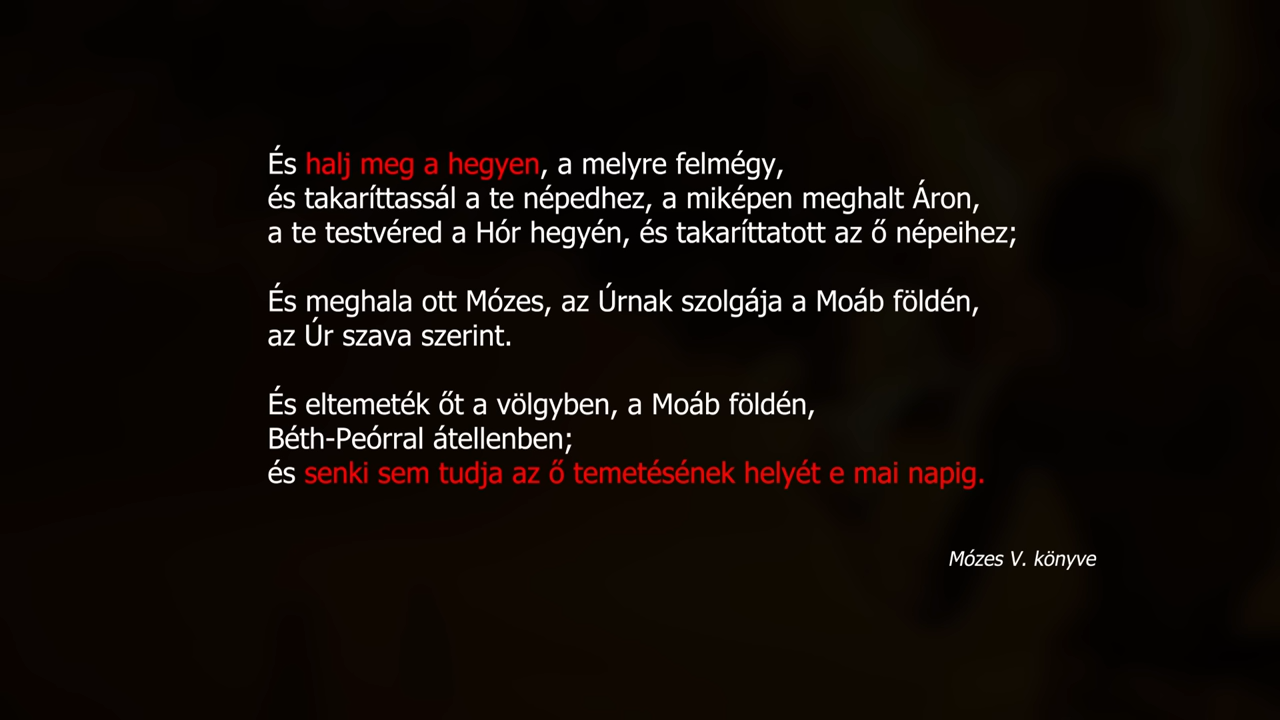 És halj meg a hegyen, a melyre felmégy,
és takaríttassál a te népedhez, a miképen meghalt Áron,
a te testvéred a Hór hegyén, és takaríttatott az ő népeihez;
És meghala ott Mózes, az Úrnak szolgája a Moáb földén,
az Úr szava szerint.
És eltemeték őt a völgyben, a Moáb földén,
Béth-Peórral átellenben;
és senki sem tudja az ő temetésének helyét e mai napig.
Mózes V. könyve